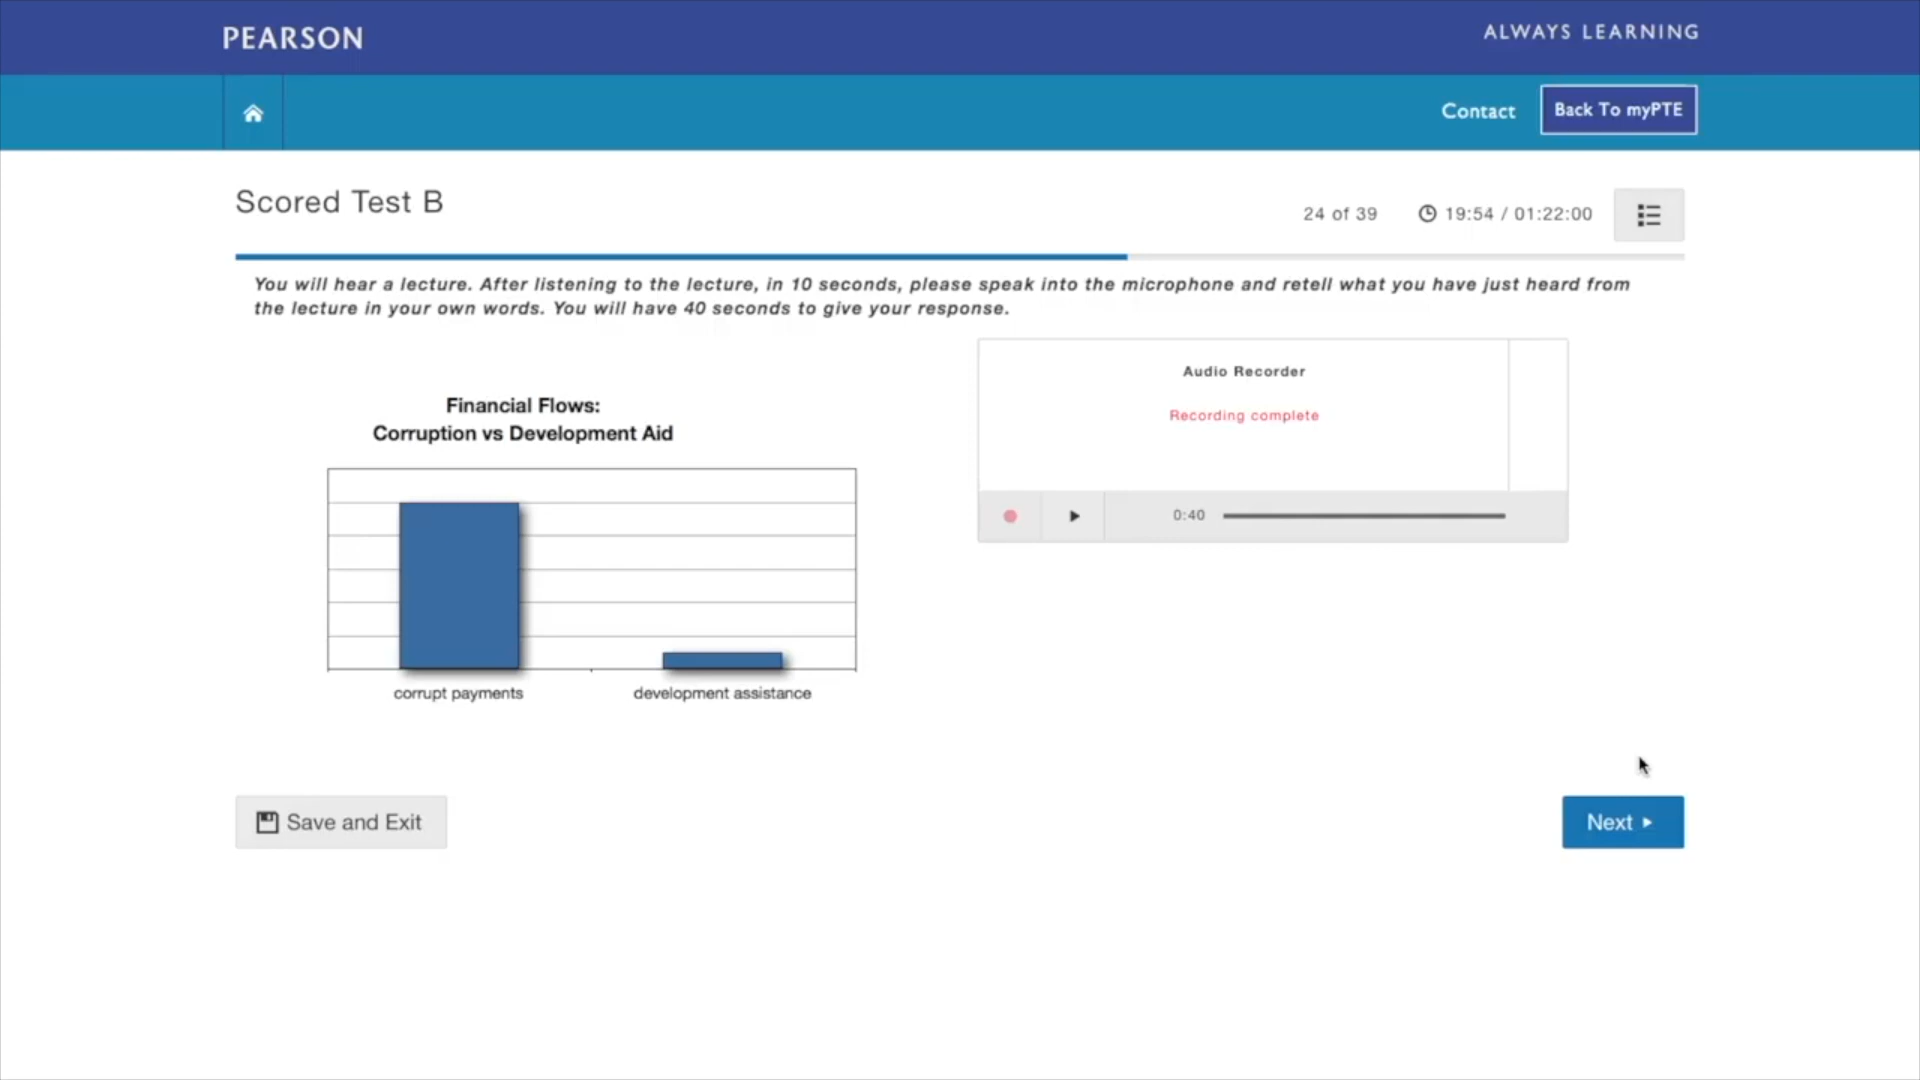 PEARSON
ALWAYS LEARNING
Contact
Back To myPTE
Scored Test B
24 of 39
19:54 / 01:22:00
You will hear a lecture. After listening to the lecture, in 10 seconds, please speak into the microphone and retell what you have just heard from
the lecture in your own words. You will have 40 seconds to give your response.
Audio Recorder
Recording complete
0:40
Financial Flows:
Corruption vs Development Aid
corrupt payments
development assistance
Save and Exit
Next